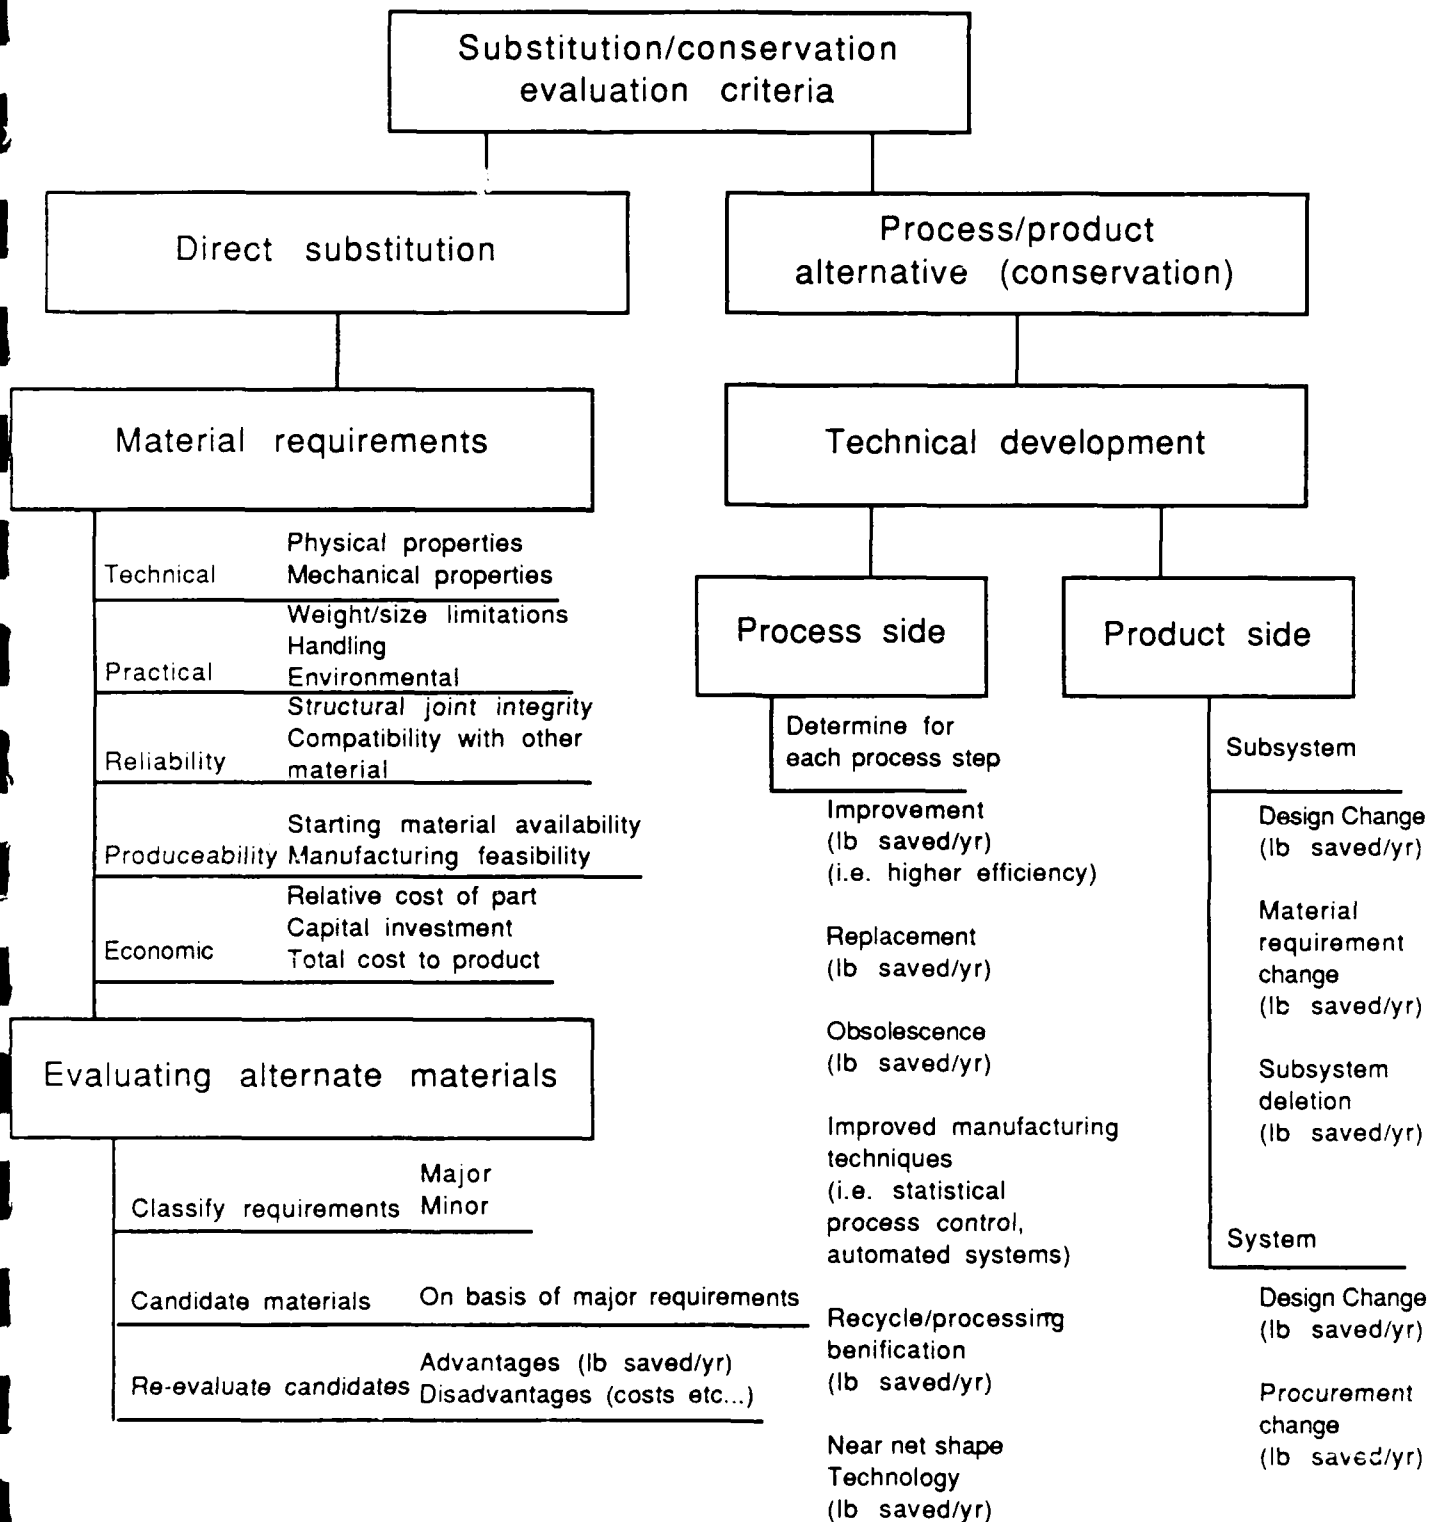 Substitution/conservation
evaluation criteria
Direct substitution
Process/product
alternative (conservation)
Material requirements
Technical development
Physical properties
Technical Mechanical properties
Weight/size limitations
Handling
Practical Environmental
Structural joint integrity
Compatibility with other
Reliability material
Starting material availability
Produceability Manufacturing feasibility
Relative cost of part
Capital investment
Economic Total cost to product
Evaluating alternate materials
Major
Classify requirements Minor
Candidate materials On basis of major requirements
Advantages (lb saved/yr)
Re-evaluate candidates Disadvantages (costs etc...)
Process side
Determine for
each process step
Improvement
(lb saved/yr)
(i.e. higher efficiency)
Replacement
(lb saved/yr)
Obsolescence
(lb saved/yr)
Improved manufacturing
techniques
(i.e. statistical
process control,
automated systems)
Recycle/processing
benification
(lb saved/yr)
Near net shape
Technology
(lb saved/yr)
Product side
Subsystem
Design Change
(lb saved/yr)
Material
requirement
change
(lb saved/yr)
Subsystem
deletion
(lb saved/yr)
System
Design Change
(lb saved/yr)
Procurement
change
(lb saved/yr)